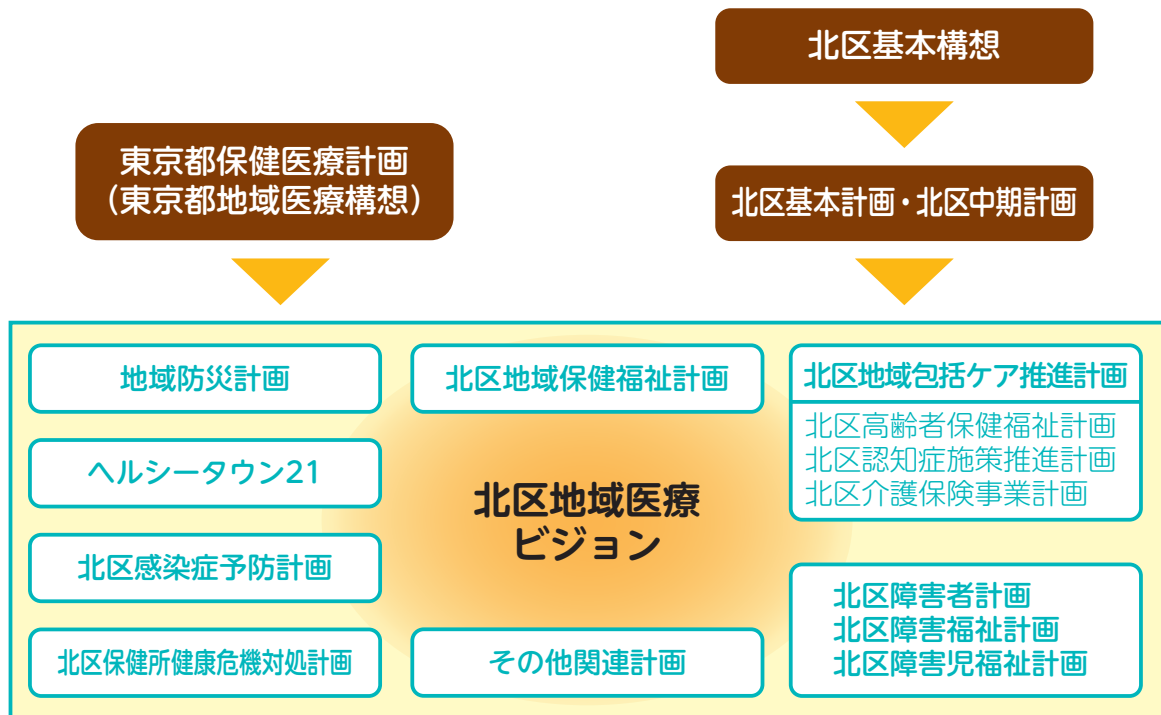 北区基本構想
東京都保健医療計画
（東京都地域医療構想）
北区基本計画・北区中期計画
地域防災計画
ヘルシータウン21
北区感染症予防計画
北区保健所健康危機対処計画
北区地域保健福祉計画
北区地域医療
ビジョン
その他関連計画
北区地域包括ケア推進計画
北区高齢者保健福祉計画
北区認知症施策推進計画
北区介護保険事業計画
北区障害者計画
北区障害福祉計画
北区障害児福祉計画